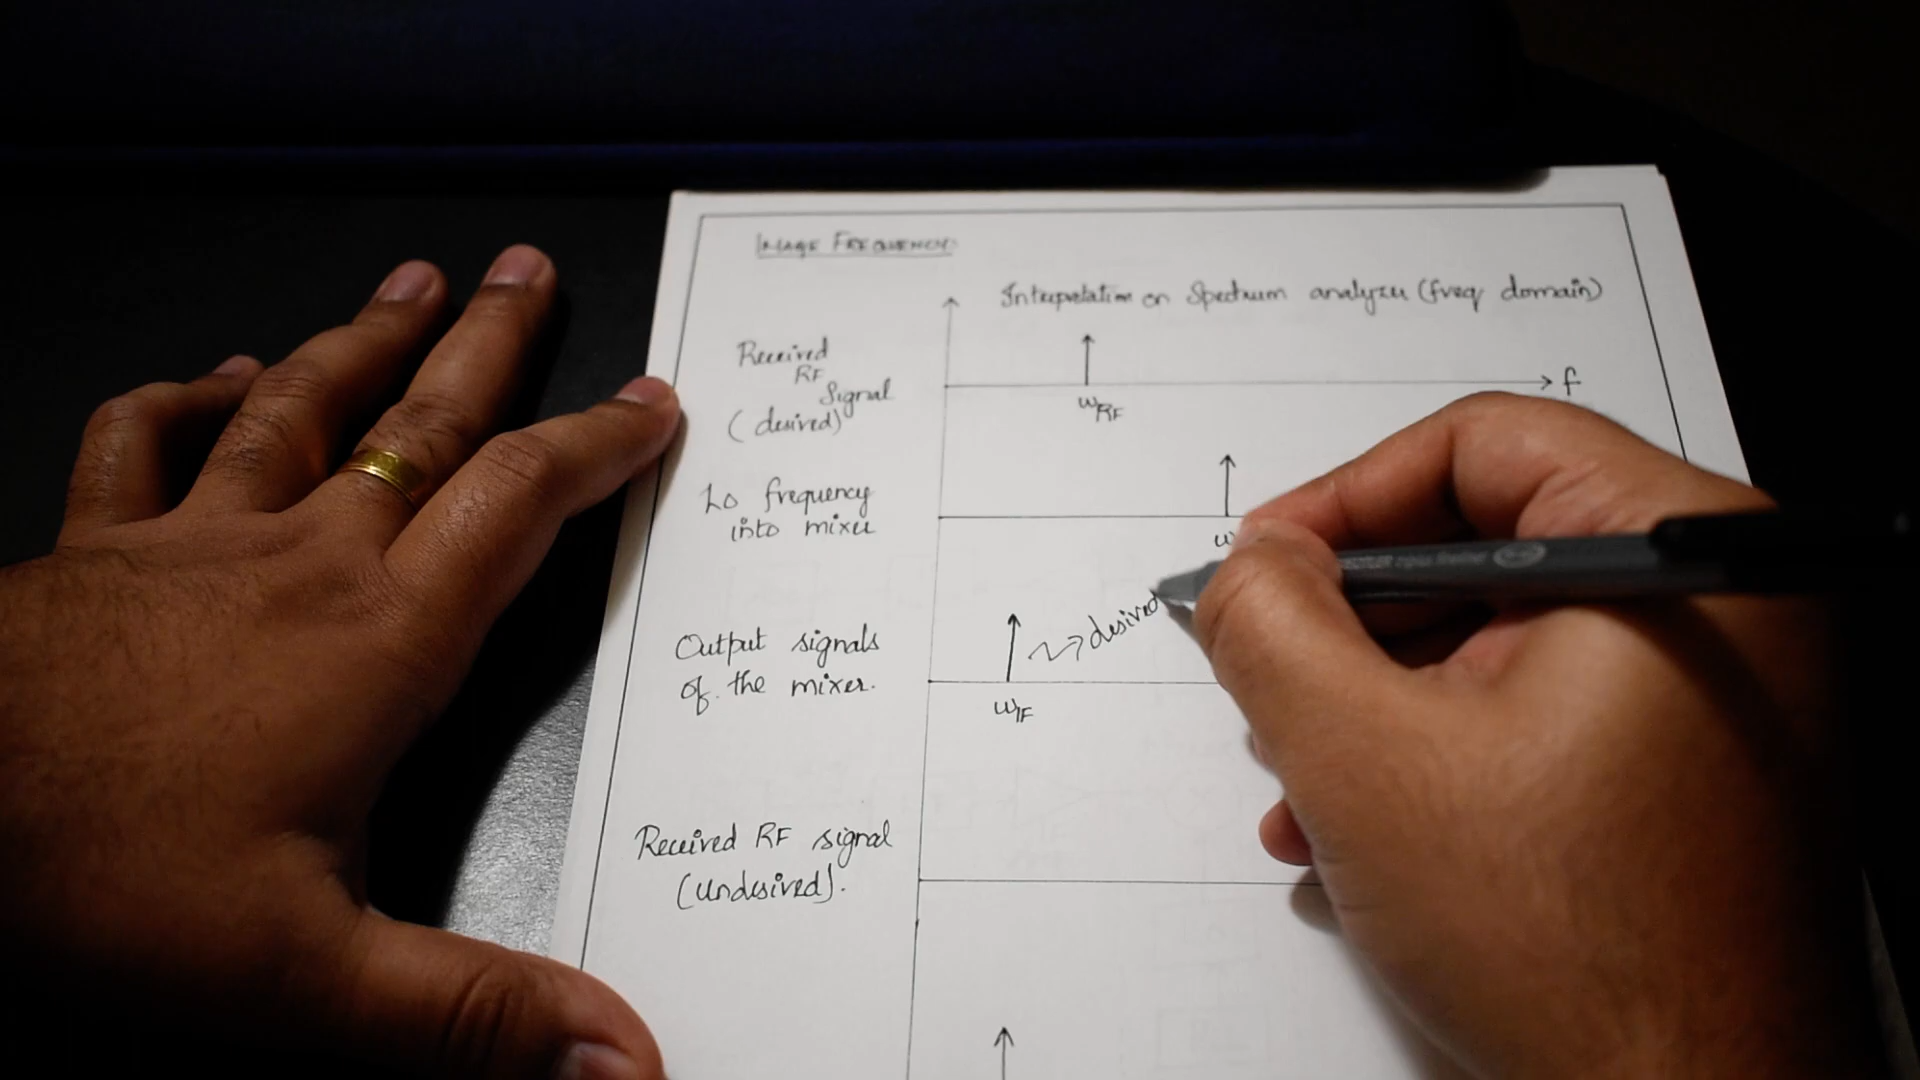 IMAGE FREQUENCY:
Interpretation on Spectrum analyzer (freq domain)
Received
RF
Signal
(desired)
f
ωRF
LO frequency
into mixer
ω
desired
Output signals
of the mixer.
ωIF
Received RF signal
(undesired).